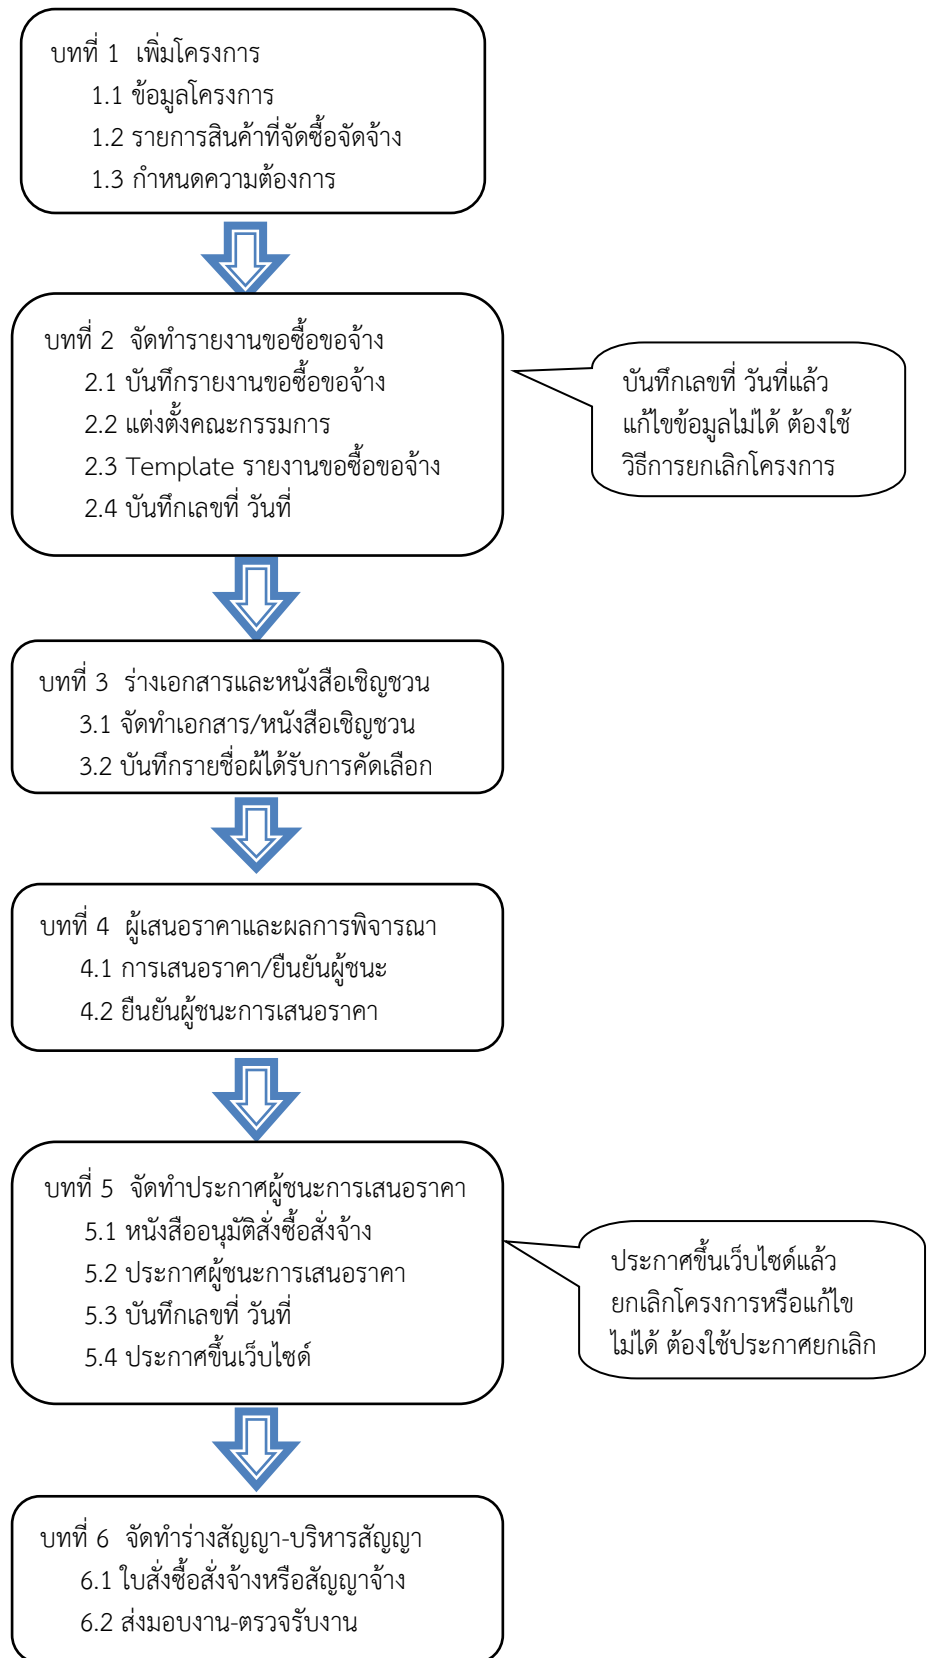 บทที่ 1 เพิ่มโครงการ
1.1 ข้อมูลโครงการ
1.2 รายการสินค้าที่จัดซื้อจัดจ้าง
1.3 กำหนดความต้องการ
บทที่ 2 จัดทำรายงานขอซื้อขอจ้าง
2.1 บันทึกรายงานขอซื้อขอจ้าง
2.2 แต่งตั้งคณะกรรมการ
2.3 Template รายงานขอซื้อขอจ้าง
2.4 บันทึกเลขที่ วันที่
บันทึกเลขที่ วันที่แล้ว
แก้ไขข้อมูลไม่ได้ ต้องใช้
วิธีการยกเลิกโครงการ
บทที่ 3 ร่างเอกสารและหนังสือเชิญชวน
3.1 จัดทำเอกสาร/หนังสือเชิญชวน
3.2 บันทึกรายชื่อผ้ได้รับการคัดเลือก
บทที่ 4 ผู้เสนอราคาและผลการพิจารณา
4.1 การเสนอราคา/ยืนยันผู้ชนะ
4.2 ยืนยันผู้ชนะการเสนอราคา
บทที่ 5 จัดทำประกาศผู้ชนะการเสนอราคา
5.1 หนังสืออนุมัติสั่งซื้อสั่งจ้าง
5.2 ประกาศผู้ชนะการเสนอราคา
5.3 บันทึกเลขที่ วันที่
5.4 ประกาศขึ้นเว็บไซด์
ประกาศขึ้นเว็บไซด์แล้ว
ยกเลิกโครงการหรือแก้ไข
ไม่ได้ ต้องใช้ประกาศยกเลิก
บทที่ 6 จัดทำร่างสัญญา-บริหารสัญญา
6.1 ใบสั่งซื้อสั่งจ้างหรือสัญญาจ้าง
6.2 ส่งมอบงาน-ตรวจรับงาน